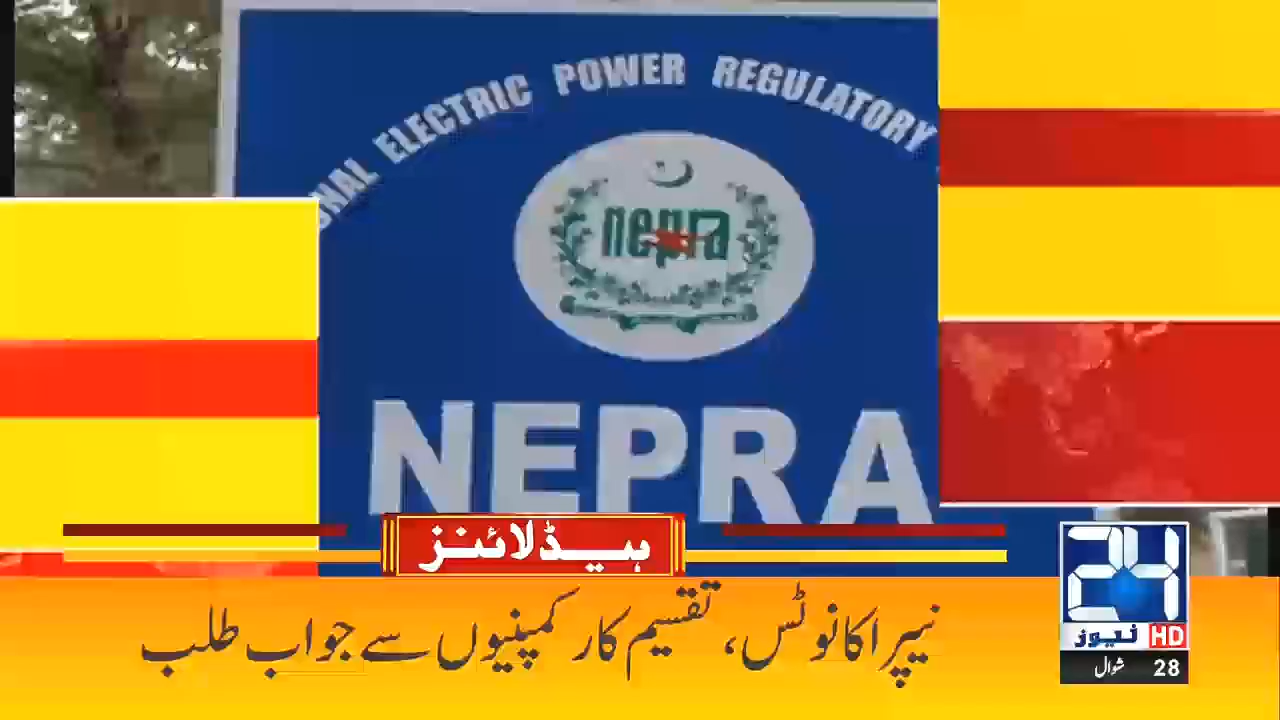 ELECTRIC POWER REGULATORY
nepra
NEPRA
ہیڈلائنز
نیپرا کا نوٹس، تقسیم کار کمپنیوں سے جواب طلب
24
نیوز HD
28 شوال